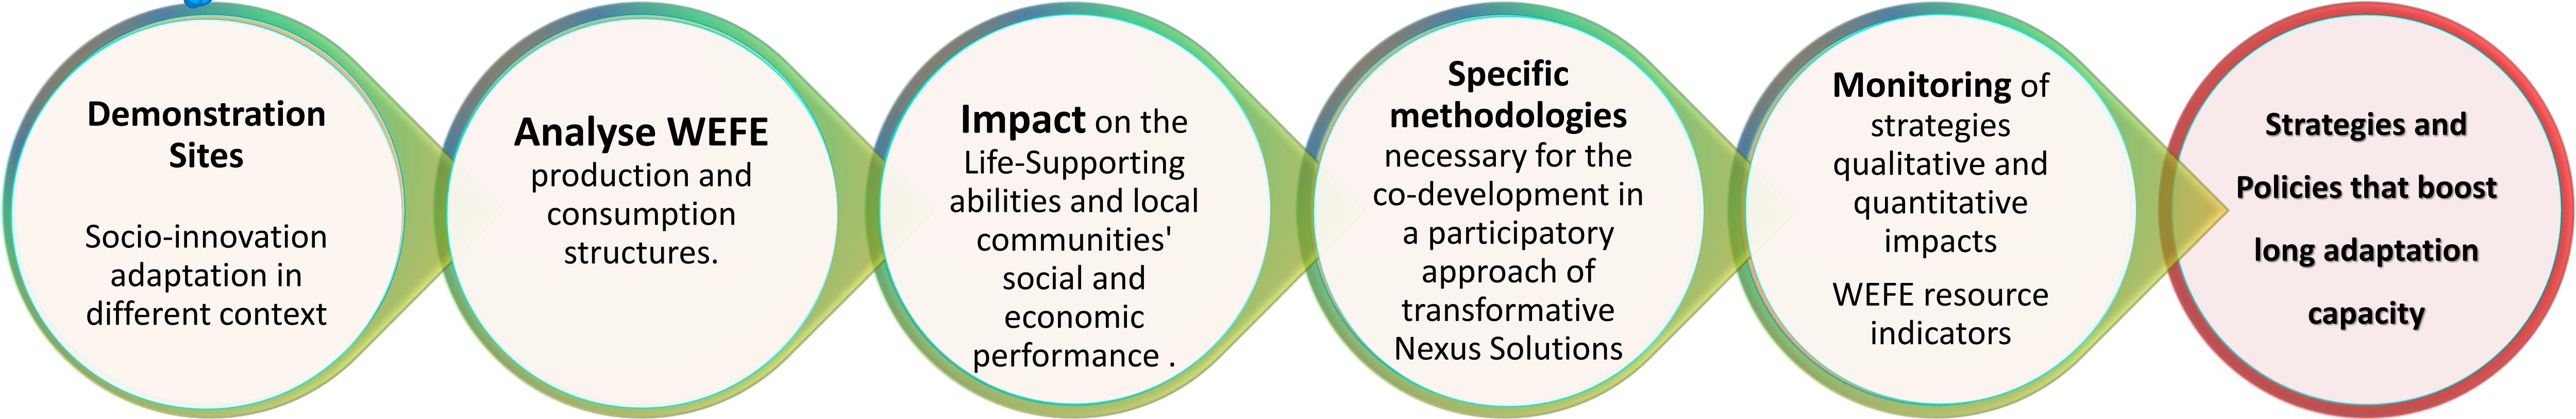 Demonstration
Sites
Socio-innovation
adaptation in
different context
Analyse WEFE
production and
consumption
structures.
Impact on the
Life-Supporting
abilities and local
communities'
social and
economic
performance .
Specific
methodologies
necessary for the
co-development in
a participatory
approach of
transformative
Nexus Solutions
Monitoring of
strategies
qualitative and
quantitative
impacts
WEFE resource
indicators
Strategies and
Policies that boost
long adaptation
capacity